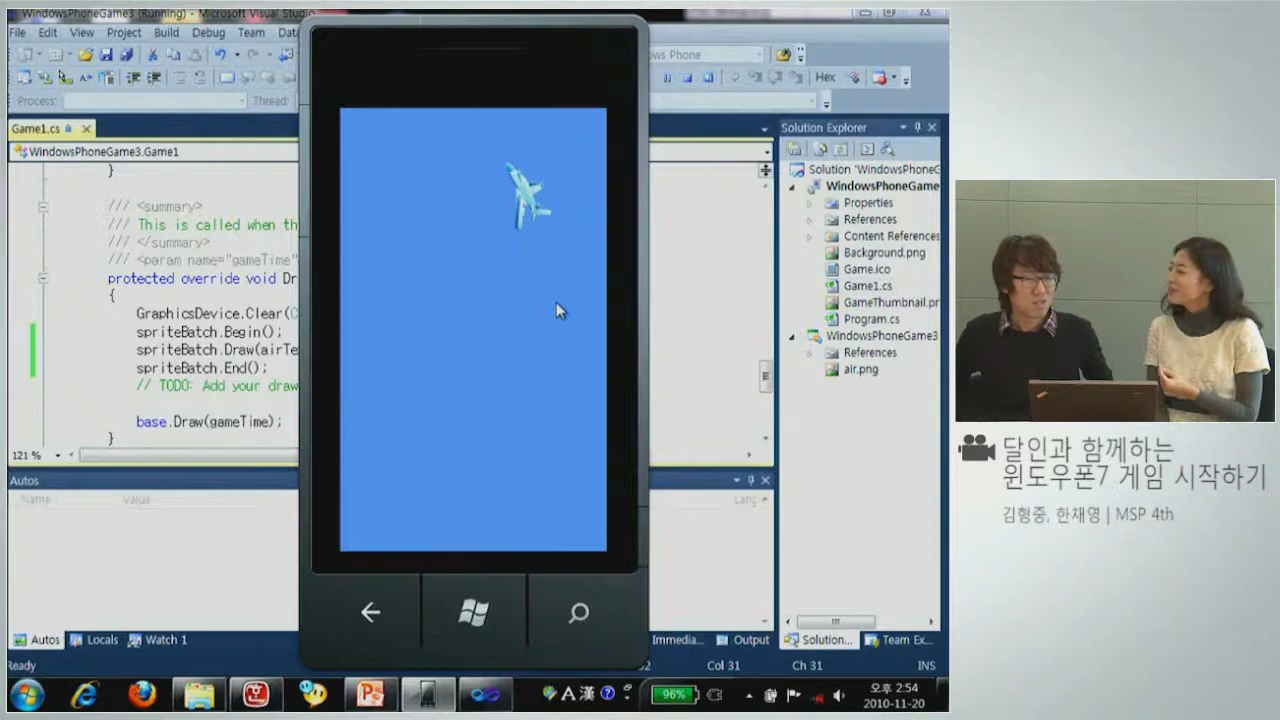 WindowsPhoneGame3 (Running) - Microsoft Visual Studio
File Edit View Project Build Debug Team
ws Phone
Hex
Process:
Thread:
Game1.cs
WindowsPhoneGame3.Game1
}
/// <summary>
/// This is called when th
/// </summary>
/// <param name="gameTime"
protected override void D
{
GraphicsDevice.Clear(
spriteBatch.Begin();
spriteBatch.Draw(airTe
spriteBatch.End();
// TODO: Add your draw
base.Draw(gameTime);
}
121 %
Autos
Name Value
Lang
Autos Locals Watch 1
Immedia... Output
Ready
Col 31 Ch 31 INS
Solution Explorer
Solution 'WindowsPhoneG
WindowsPhoneGame
Properties
References
Content References
Background.png
Game.ico
Game1.cs
GameThumbnail.pr
Program.cs
WindowsPhoneGame3
References
air.png
Solution... Team Ex...
A 漢
96%
오후 2:54
2010-11-20
달인과 함께하는
윈도우폰7 게임 시작하기
김형중, 한채영 | MSP 4th